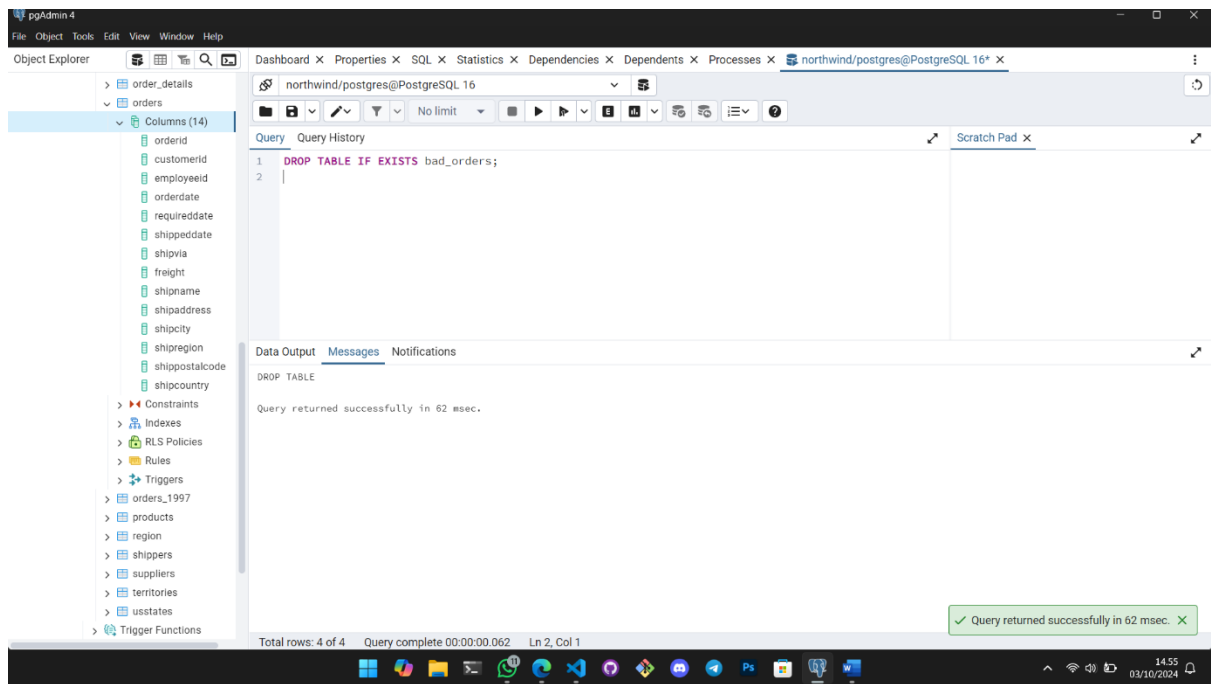 pgAdmin 4
File Object Tools Edit View Window Help
Object Explorer
Dashboard Properties SQL Statistics Dependencies Dependents Processes northwind/postgres@PostgreSQL 16*
order_details
orders
Columns (14)
orderid
customerid
employeeid
orderdate
requireddate
shippeddate
shipvia
freight
shipname
shipaddress
shipcity
shipregion
shippostalcode
shipcountry
Constraints
Indexes
RLS Policies
Rules
Triggers
orders_1997
products
region
shippers
suppliers
territories
usstates
Trigger Functions
northwind/postgres@PostgreSQL 16
No limit
Query Query History
Scratch Pad
1 DROP TABLE IF EXISTS bad_orders;
2
Data Output Messages Notifications
DROP TABLE
Query returned successfully in 62 msec.
Query returned successfully in 62 msec.
Total rows: 4 of 4 Query complete 00:00:00.062 Ln 2, Col 1
14.55
03/10/2024